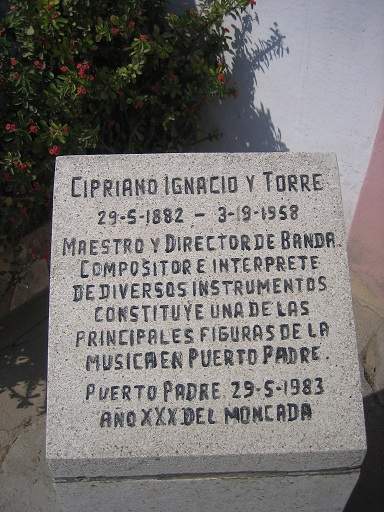 CIPRIANO IGNACIO Y TORRE
29-5-1882 - 3-9-1958
MAESTRO Y DIRECTOR DE BANDA.
COMPOSITOR E INTERPRETE
DE DIVERSOS INSTRUMENTOS
CONSTITUYE UNA DE LAS
PRINCIPALES FIGURAS DE LA
MUSICA EN PUERTO PADRE.
PUERTO PADRE 29-5-1983
AÑO XXX DEL MONCADA